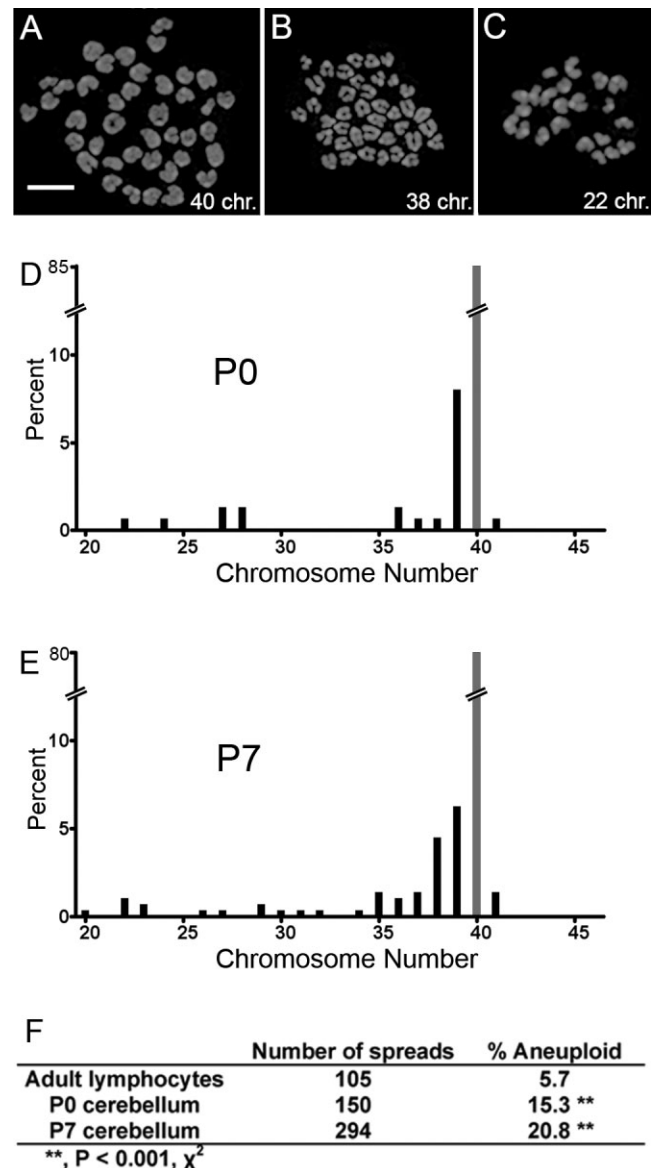 A
B
C
40 chr.
38 chr.
22 chr.
D
85
10
5
0
Percent
P0
20 25 30 35 40 45
Chromosome Number
E
80
10
5
0
Percent
P7
20 25 30 35 40 45
Chromosome Number
F
Number of spreads % Aneuploid
Adult lymphocytes 105 5.7
P0 cerebellum 150 15.3 **
P7 cerebellum 294 20.8 **
**, P < 0.001, χ²